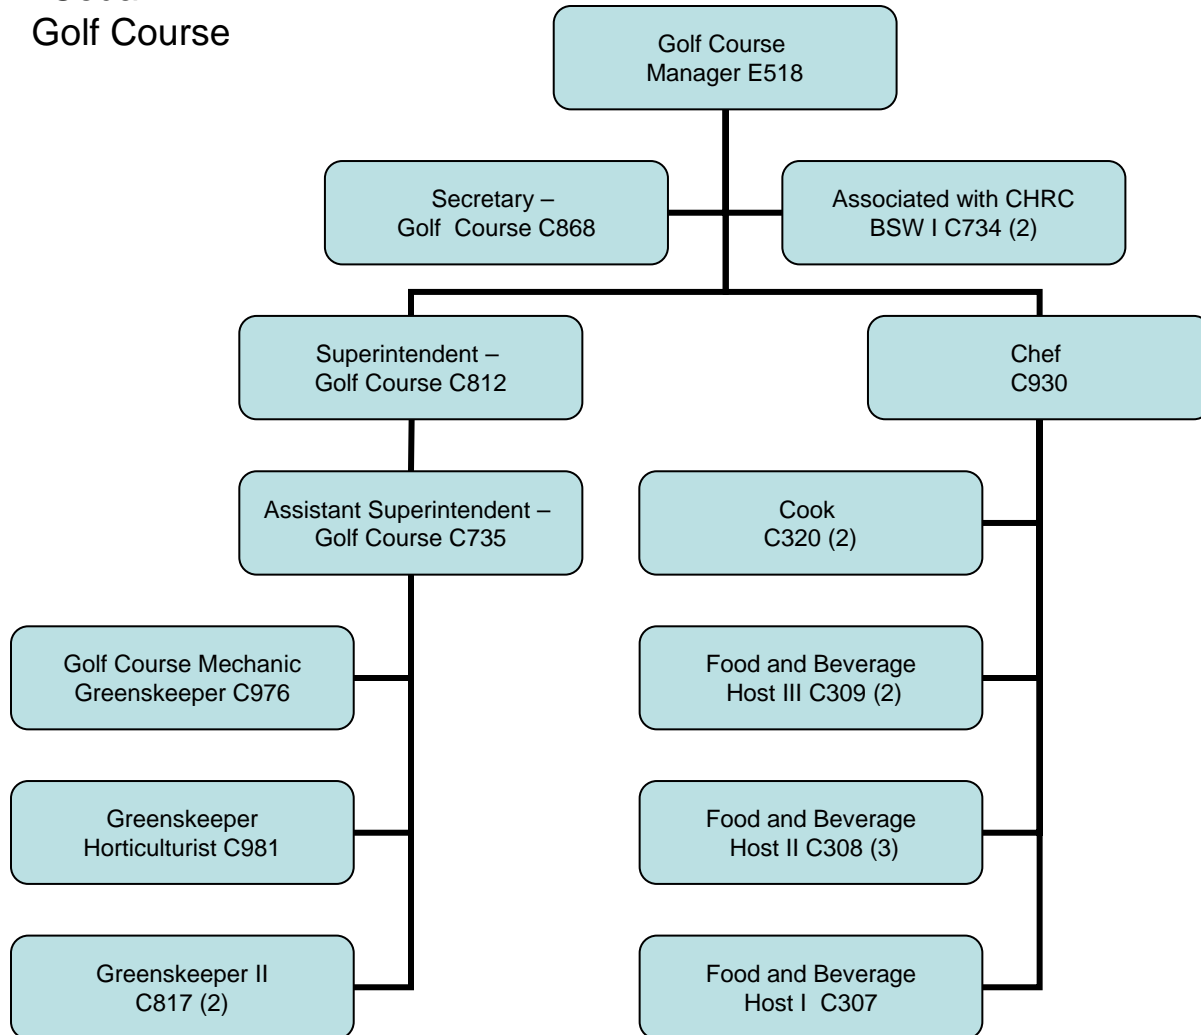 Golf Course
Golf Course
Manager E518
Secretary –
Golf Course C868
Associated with CHRC
BSW I C734 (2)
Superintendent –
Golf Course C812
Chef
C930
Assistant Superintendent –
Golf Course C735
Cook
C320 (2)
Golf Course Mechanic
Greenskeeper C976
Food and Beverage
Host III C309 (2)
Greenskeeper
Horticulturist C981
Food and Beverage
Host II C308 (3)
Greenskeeper II
C817 (2)
Food and Beverage
Host I C307